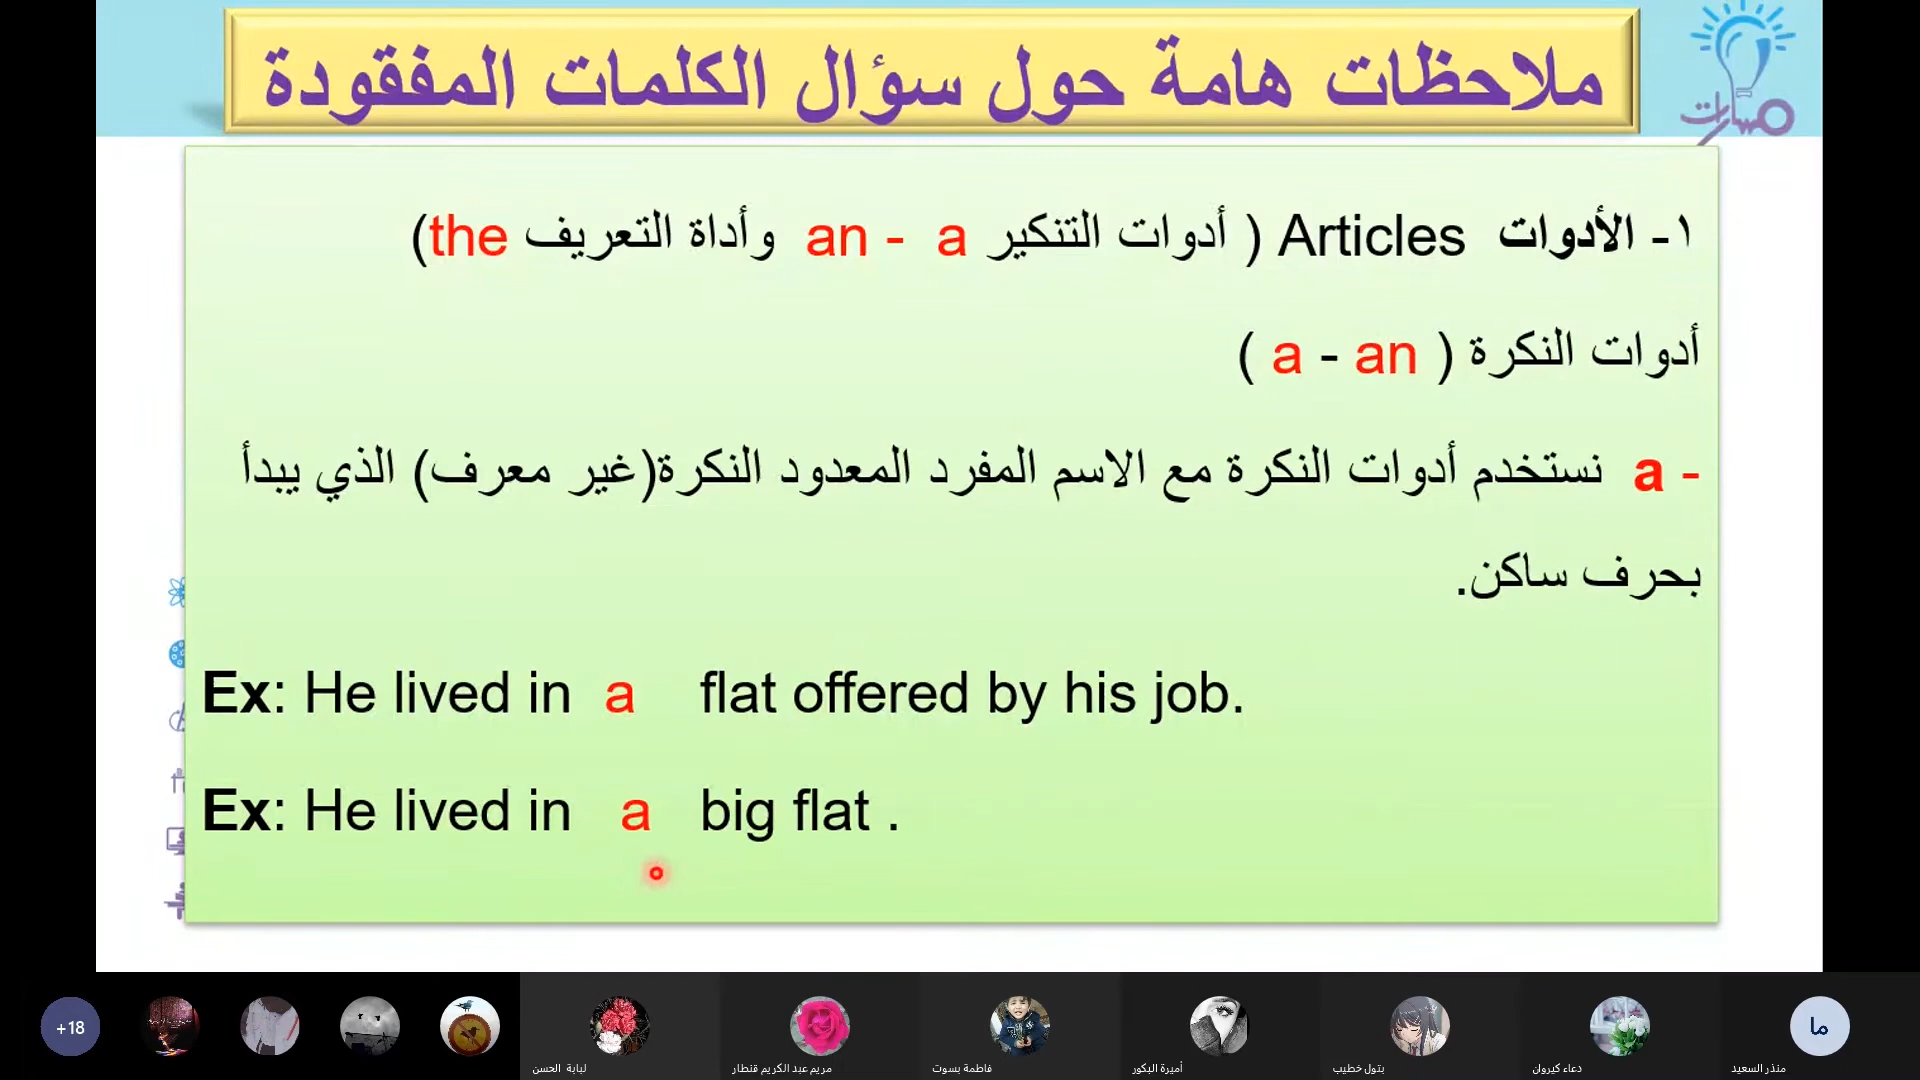 ملاحظات هامة حول سؤال الكلمات المفقودة
مسارات
١- الأدوات Articles ( أدوات التنكير an - a وأداة التعريف the)
أدوات النكرة ( a - an )
a - نستخدم أدوات النكرة مع الاسم المفرد المعدود النكرة(غير معرف) الذي يبدأ
بحرف ساكن.
Ex: He lived in a flat offered by his job.
Ex: He lived in a big flat .
+18
لبابة الحسن
مريم عبد الكريم قنطار
فاطمة بسوت
أميرة البكور
بتول خطيب
دعاء كيروان
ما
منذر السعيد